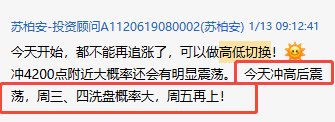 苏柏安-投资顾问A1120619080002(苏柏安) 1/13 09:12:41
今天开始，都不能再追涨了，可以做高低切换！
冲4200点附近大概率还会有明显震荡。今天冲高后震
荡，周三、四洗盘概率大，周五再上！